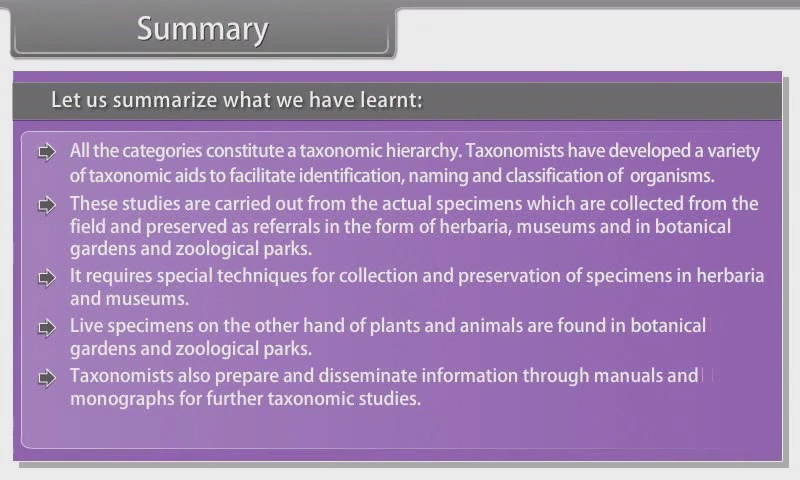 Summary
Let us summarize what we have learnt:
All the categories constitute a taxonomic hierarchy. Taxonomists have developed a variety
of taxonomic aids to facilitate identification, naming and classification of organisms.
These studies are carried out from the actual specimens which are collected from the
field and preserved as referrals in the form of herbaria, museums and in botanical
gardens and zoological parks.
It requires special techniques for collection and preservation of specimens in herbaria
and museums.
Live specimens on the other hand of plants and animals are found in botanical
gardens and zoological parks.
Taxonomists also prepare and disseminate information through manuals and
monographs for further taxonomic studies.